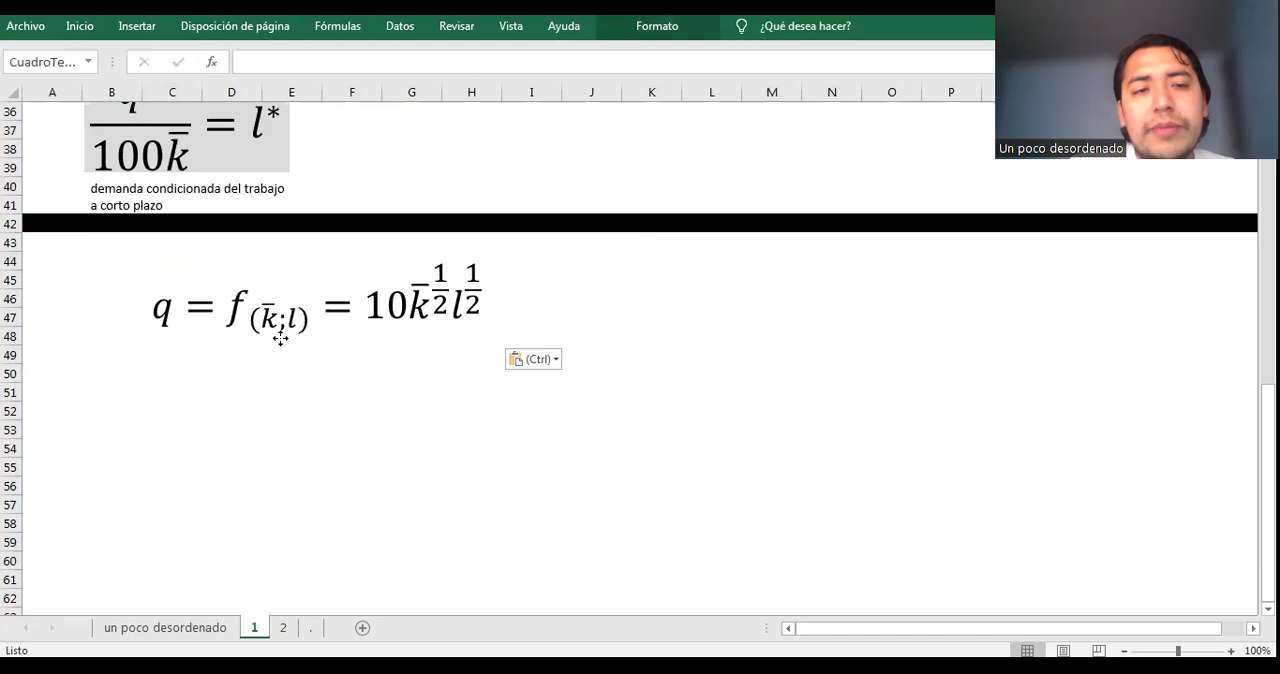 Archivo Inicio Insertar Disposición de página Fórmulas Datos Revisar Vista Ayuda Formato ¿Qué desea hacer?
CuadroTe... fx
A B C D E F G H I J K L M N O P
Un poco desordenado
36
37
38
39
40
41
42
43
44
45
46
47
48
49
50
51
52
53
54
55
56
57
58
59
60
61
62
q/100k̄ = l*
demanda condicionada del trabajo
a corto plazo
q = f(k̄;l) = 10k̄^1/2 l^1/2
(Ctrl)
un poco desordenado 1 2 .
Listo 100%